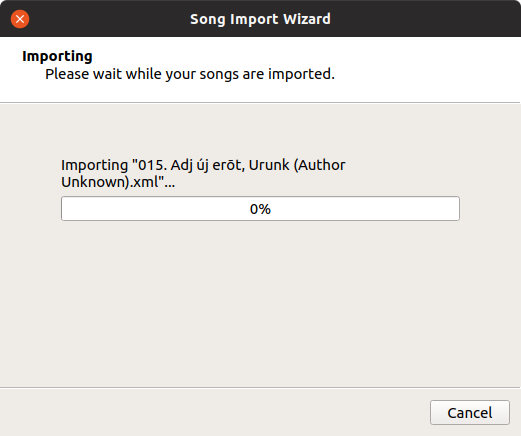 Song Import Wizard
Importing
Please wait while your songs are imported.
Importing "015. Adj új erőt, Urunk (Author
Unknown).xml"...
0%
Cancel